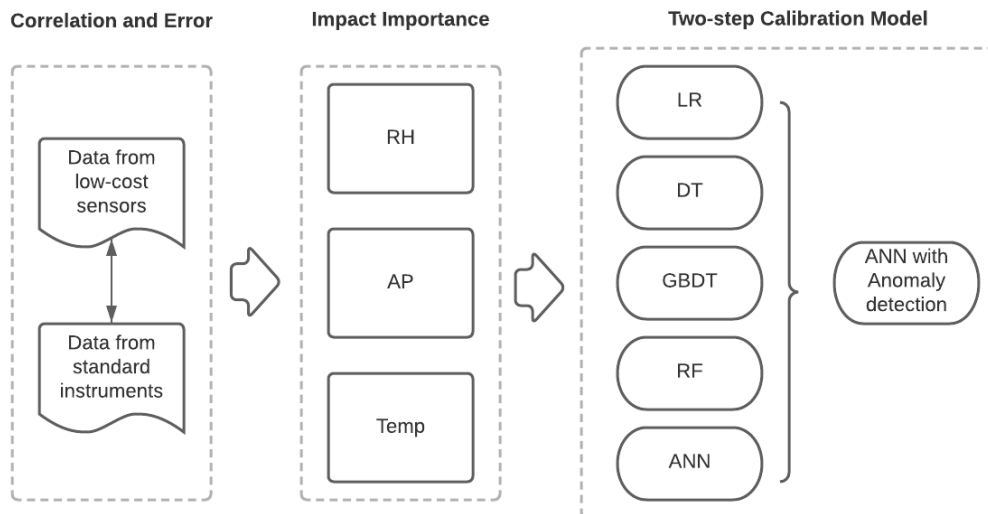 Correlation and Error
Impact Importance
Two-step Calibration Model
Data from
low-cost
sensors
Data from
standard
instruments
RH
AP
Temp
LR
DT
GBDT
RF
ANN
ANN with
Anomaly
detection